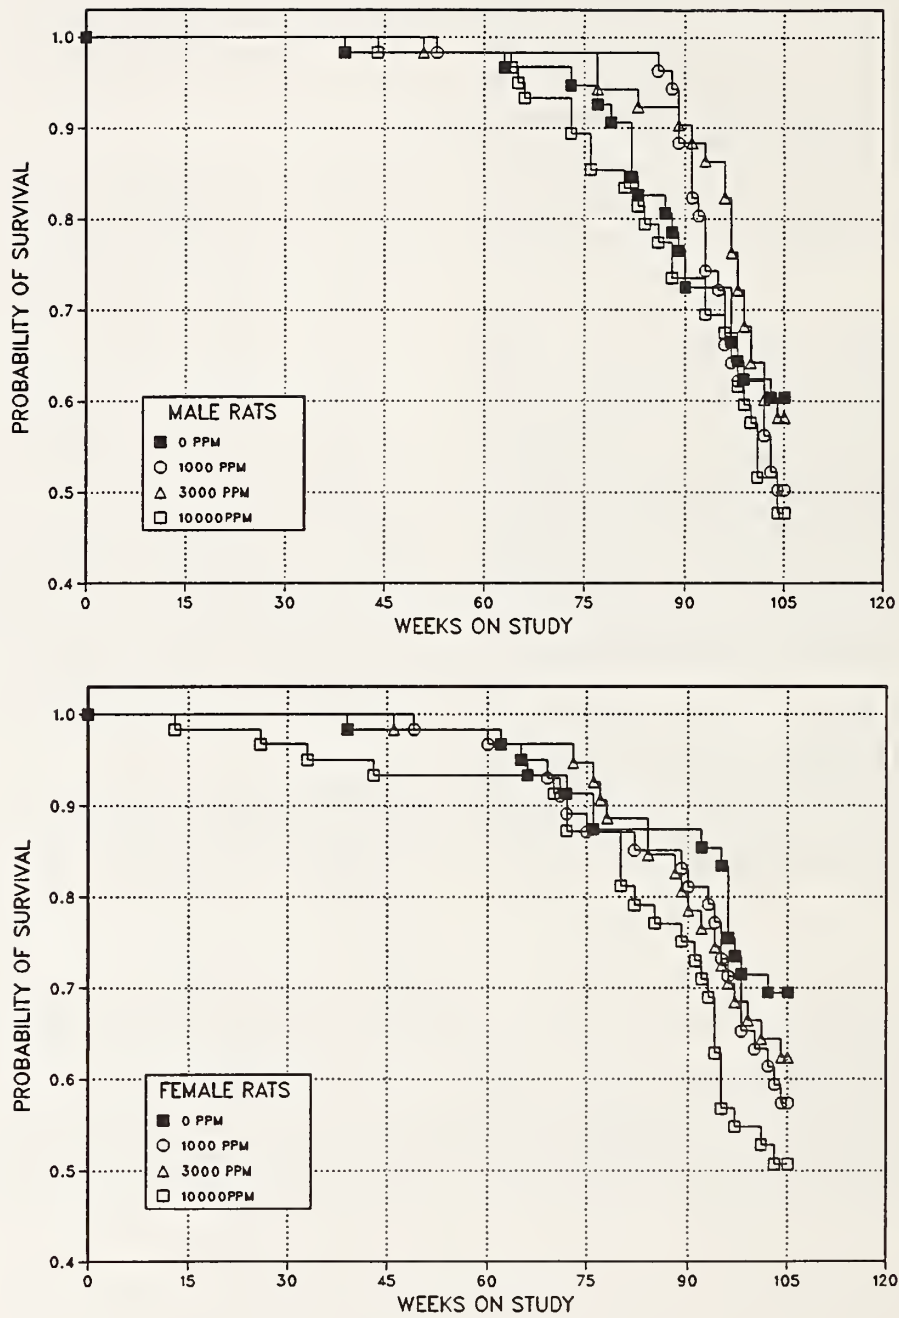 1.0
0.9
0.8
0.7
0.6
0.5
0.4
PROBABILITY OF SURVIVAL
MALE RATS
0 PPM
1000 PPM
3000 PPM
10000PPM
0 15 30 45 60 75 90 105 120
WEEKS ON STUDY
1.0
0.9
0.8
0.7
0.6
0.5
0.4
PROBABILITY OF SURVIVAL
FEMALE RATS
0 PPM
1000 PPM
3000 PPM
10000PPM
0 15 30 45 60 75 90 105 120
WEEKS ON STUDY